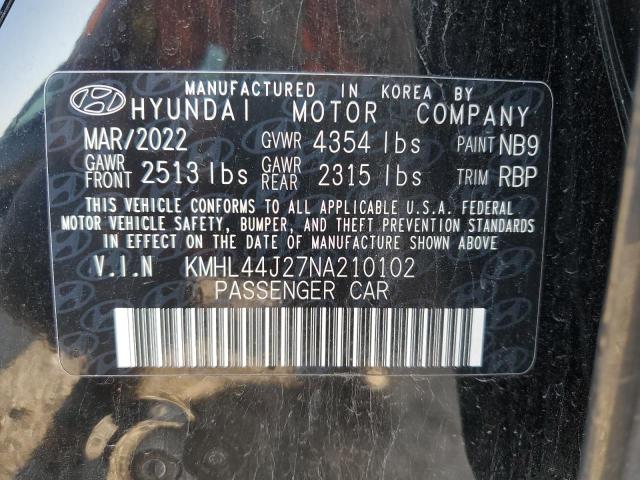 MANUFACTURED IN KOREA BY
HYUNDAI MOTOR COMPANY
MAR/2022 GVWR 4354 lbs PAINT NB9
GAWR FRONT 2513 lbs GAWR REAR 2315 lbs TRIM RBP
THIS VEHICLE CONFORMS TO ALL APPLICABLE U.S.A. FEDERAL
MOTOR VEHICLE SAFETY, BUMPER, AND THEFT PREVENTION STANDARDS
IN EFFECT ON THE DATE OF MANUFACTURE SHOWN ABOVE
V.I.N KMHL44J27NA210102
PASSENGER CAR